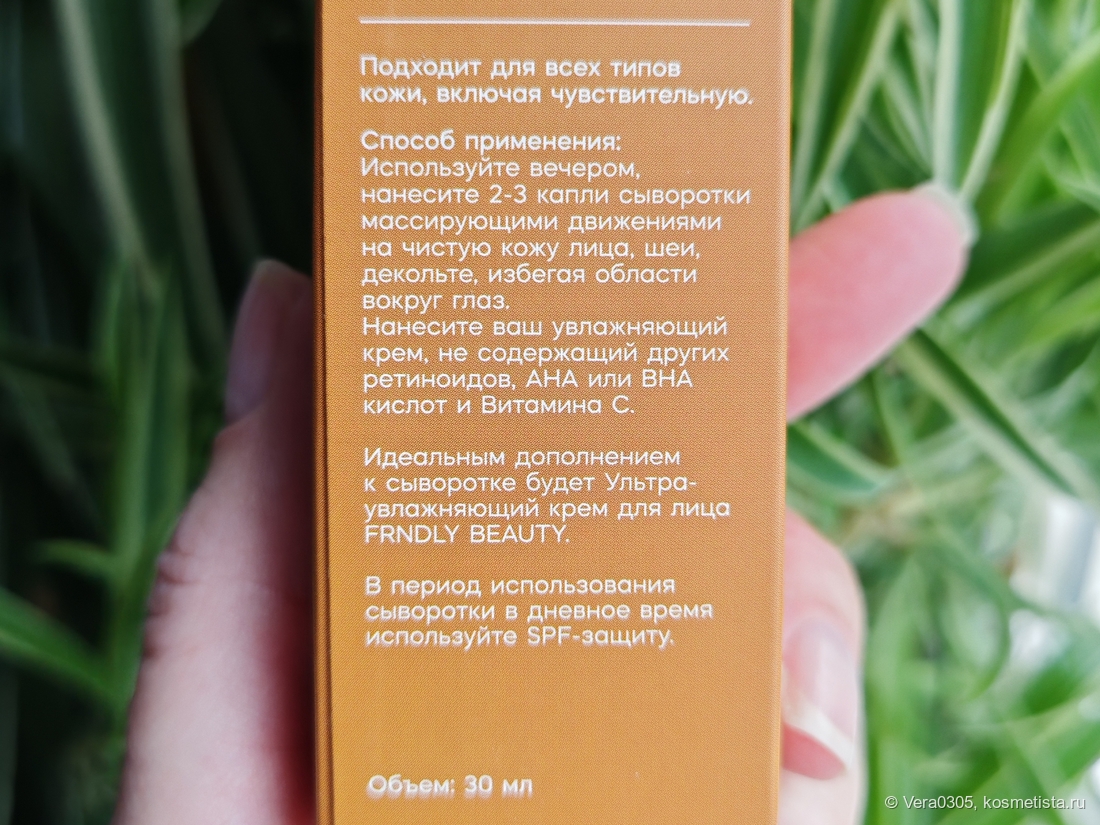 Подходит для всех типов
кожи, включая чувствительную.
Способ применения:
Используйте вечером,
нанесите 2-3 капли сыворотки
массирующими движениями
на чистую кожу лица, шеи,
декольте, избегая области
вокруг глаз.
Нанесите ваш увлажняющий
крем, не содержащий других
ретиноидов, AHA или BHA
кислот и Витамина С.
Идеальным дополнением
к сыворотке будет Ультра-
увлажняющий крем для лица
FRNDLY BEAUTY.
В период использования
сыворотки в дневное время
используйте SPF-защиту.
Объем: 30 мл
© Vera0305, kosmetista.ru